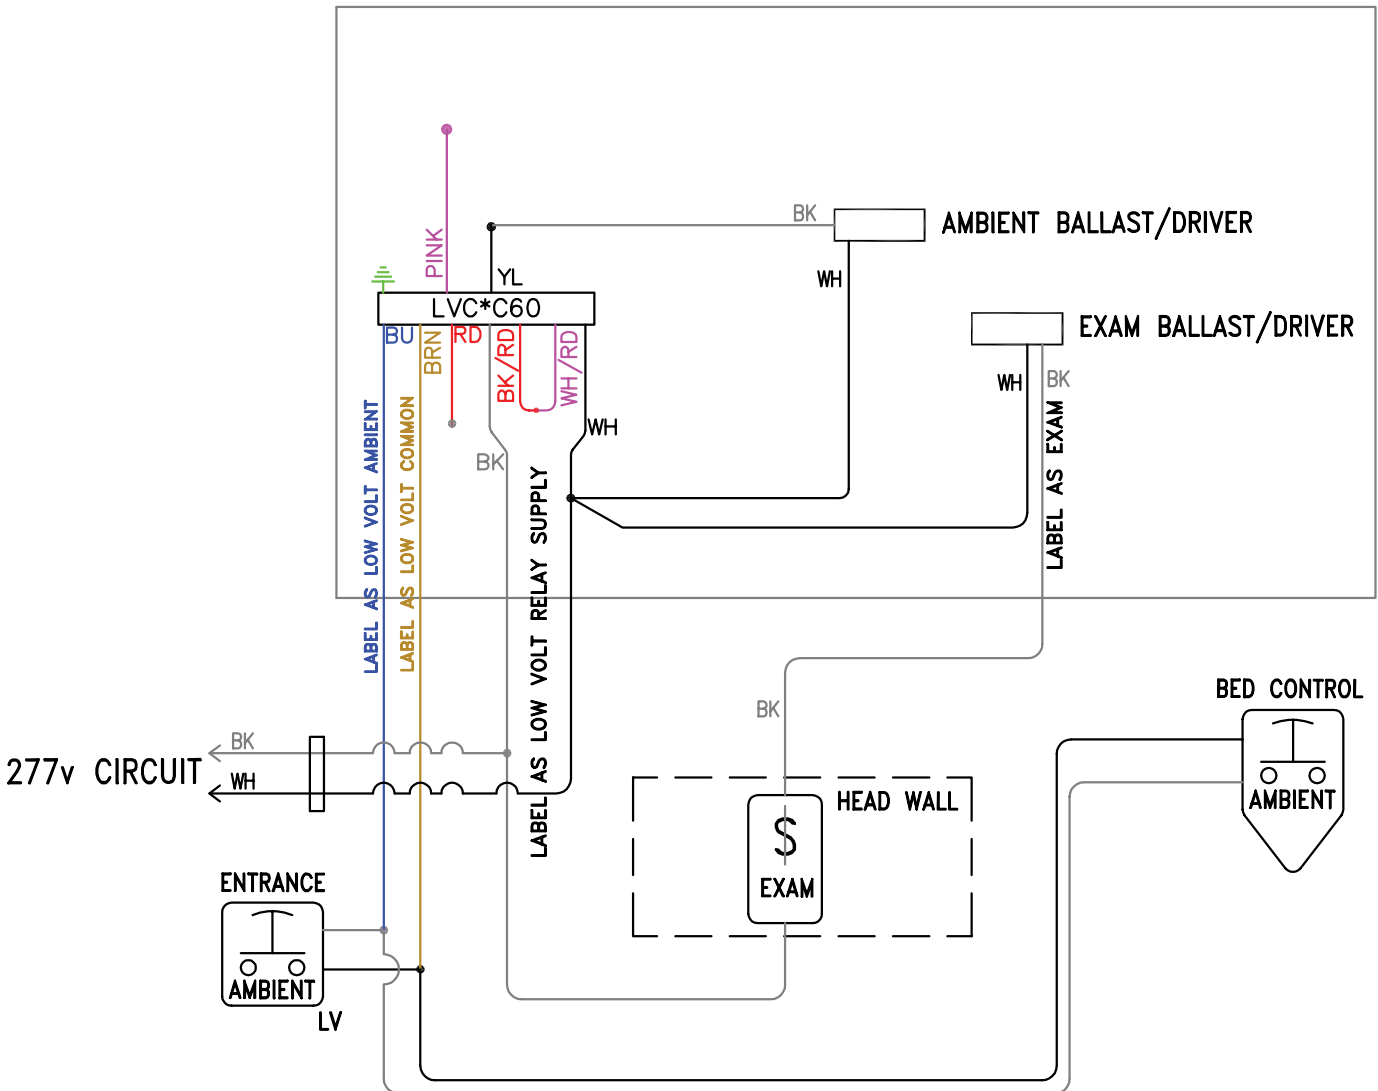 BK
AMBIENT BALLAST/DRIVER
PINK
YL
WH
LVC*C60
EXAM BALLAST/DRIVER
BU
BRN
RD
BK/RD
WH/RD
WH
BK
WH
BK
LABEL AS EXAM
LABEL AS LOW VOLT AMBIENT
LABEL AS LOW VOLT COMMON
LABEL AS LOW VOLT RELAY SUPPLY
BK
BED CONTROL
AMBIENT
277v CIRCUIT
BK
WH
HEAD WALL
S
EXAM
ENTRANCE
AMBIENT
LV